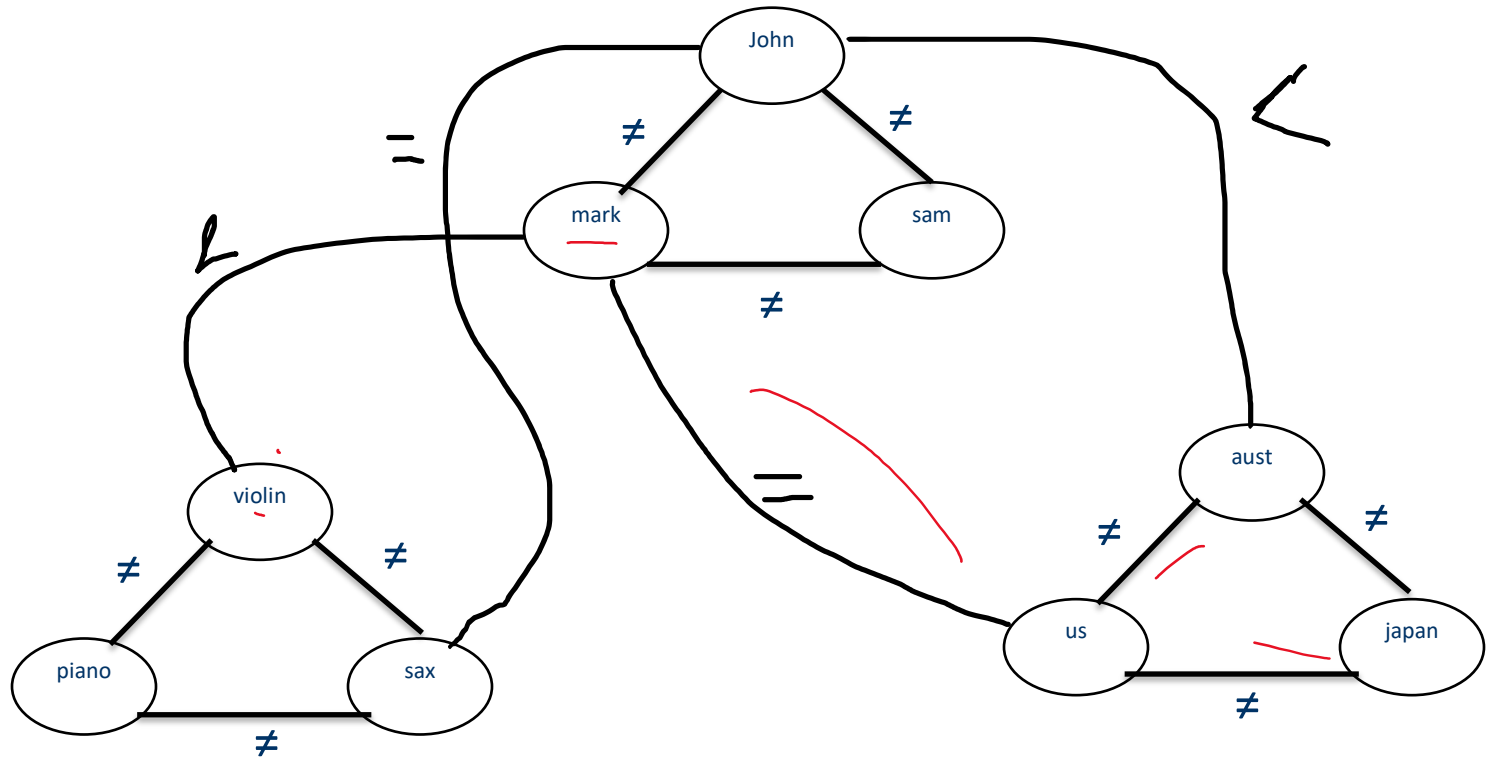 John
<
≠
≠
=
mark
sam
≠
=
aust
violin
≠
≠
≠
≠
us
japan
piano
sax
≠
≠